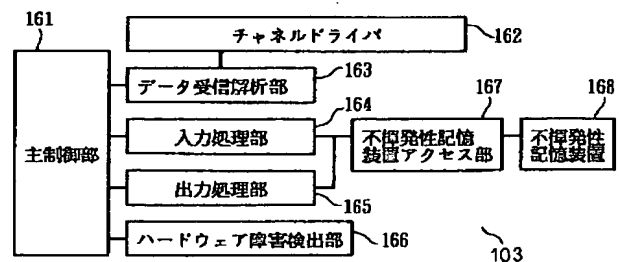 161
チャネルドライバ
162
データ受信解析部
163
164
167
168
入力処理部
不揮発性記憶
装置アクセス部
不揮発性
記憶装置
主制御部
出力処理部
165
ハードウェア障害検出部
166
103